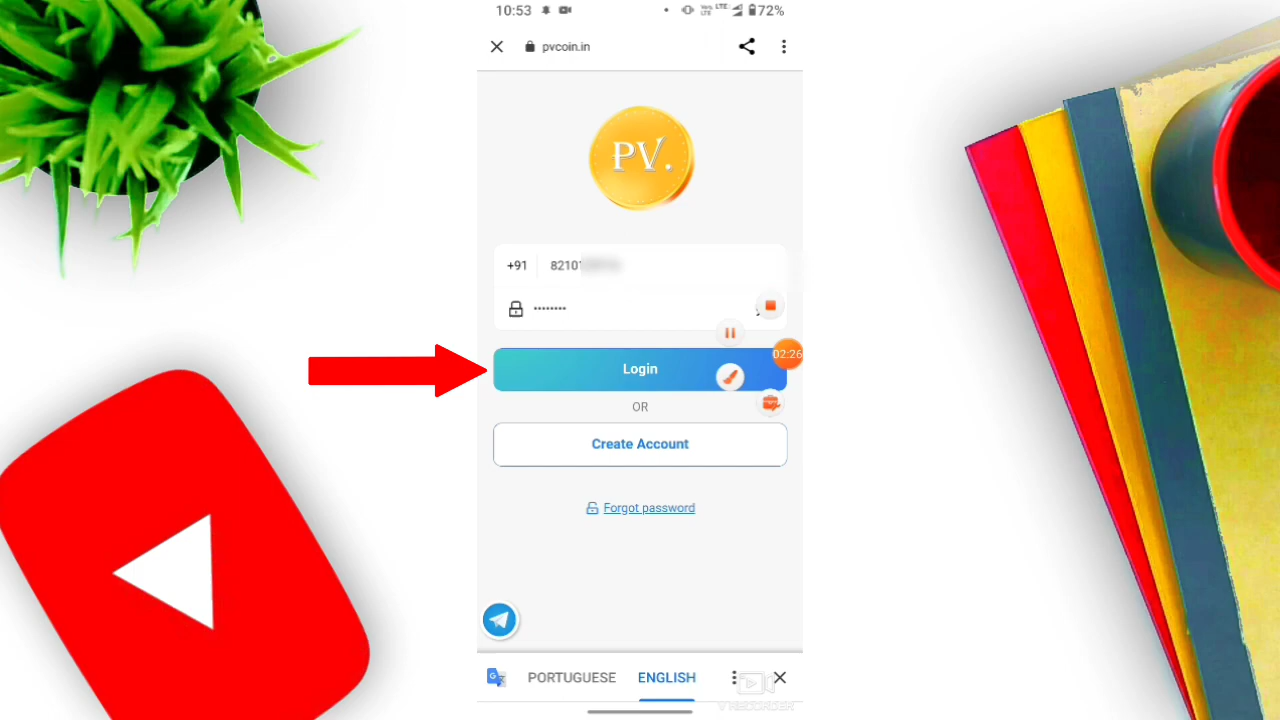 10:53 72%
pvcoin.in
PV.
+91 8210
••••••••
02:26
Login
OR
Create Account
Forgot password
PORTUGUESE ENGLISH